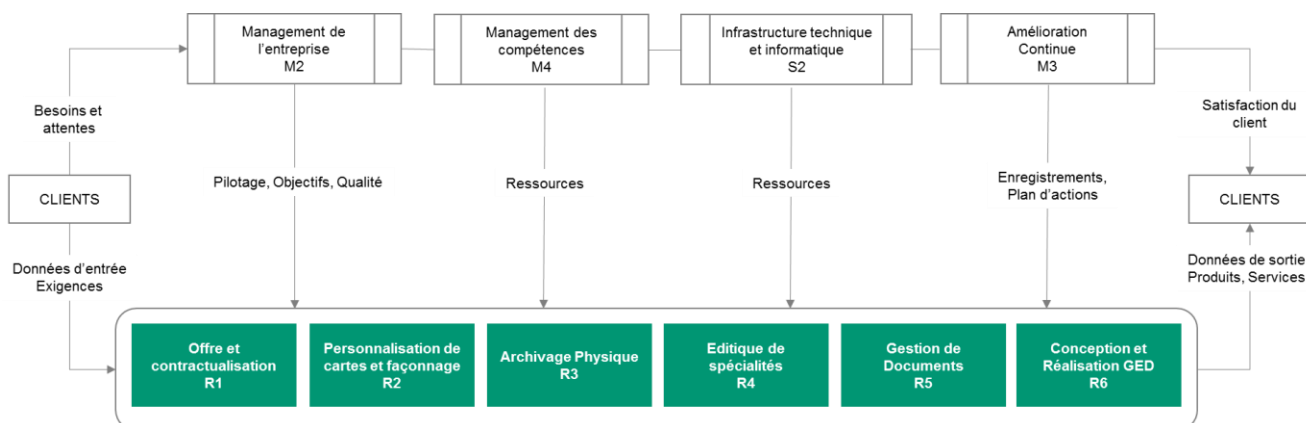 Management de
l'entreprise
M2
Management des
compétences
M4
Infrastructure technique
et informatique
S2
Amélioration
Continue
M3
Besoins et
attentes
Satisfaction du
client
Pilotage, Objectifs, Qualité
Ressources
Ressources
Enregistrements,
Plan d'actions
CLIENTS
CLIENTS
Données d'entrée
Exigences
Données de sortie
Produits, Services
Offre et
contractualisation
R1
Personnalisation de
cartes et façonnage
R2
Archivage Physique
R3
Editique de
spécialités
R4
Gestion de
Documents
R5
Conception et
Réalisation GED
R6